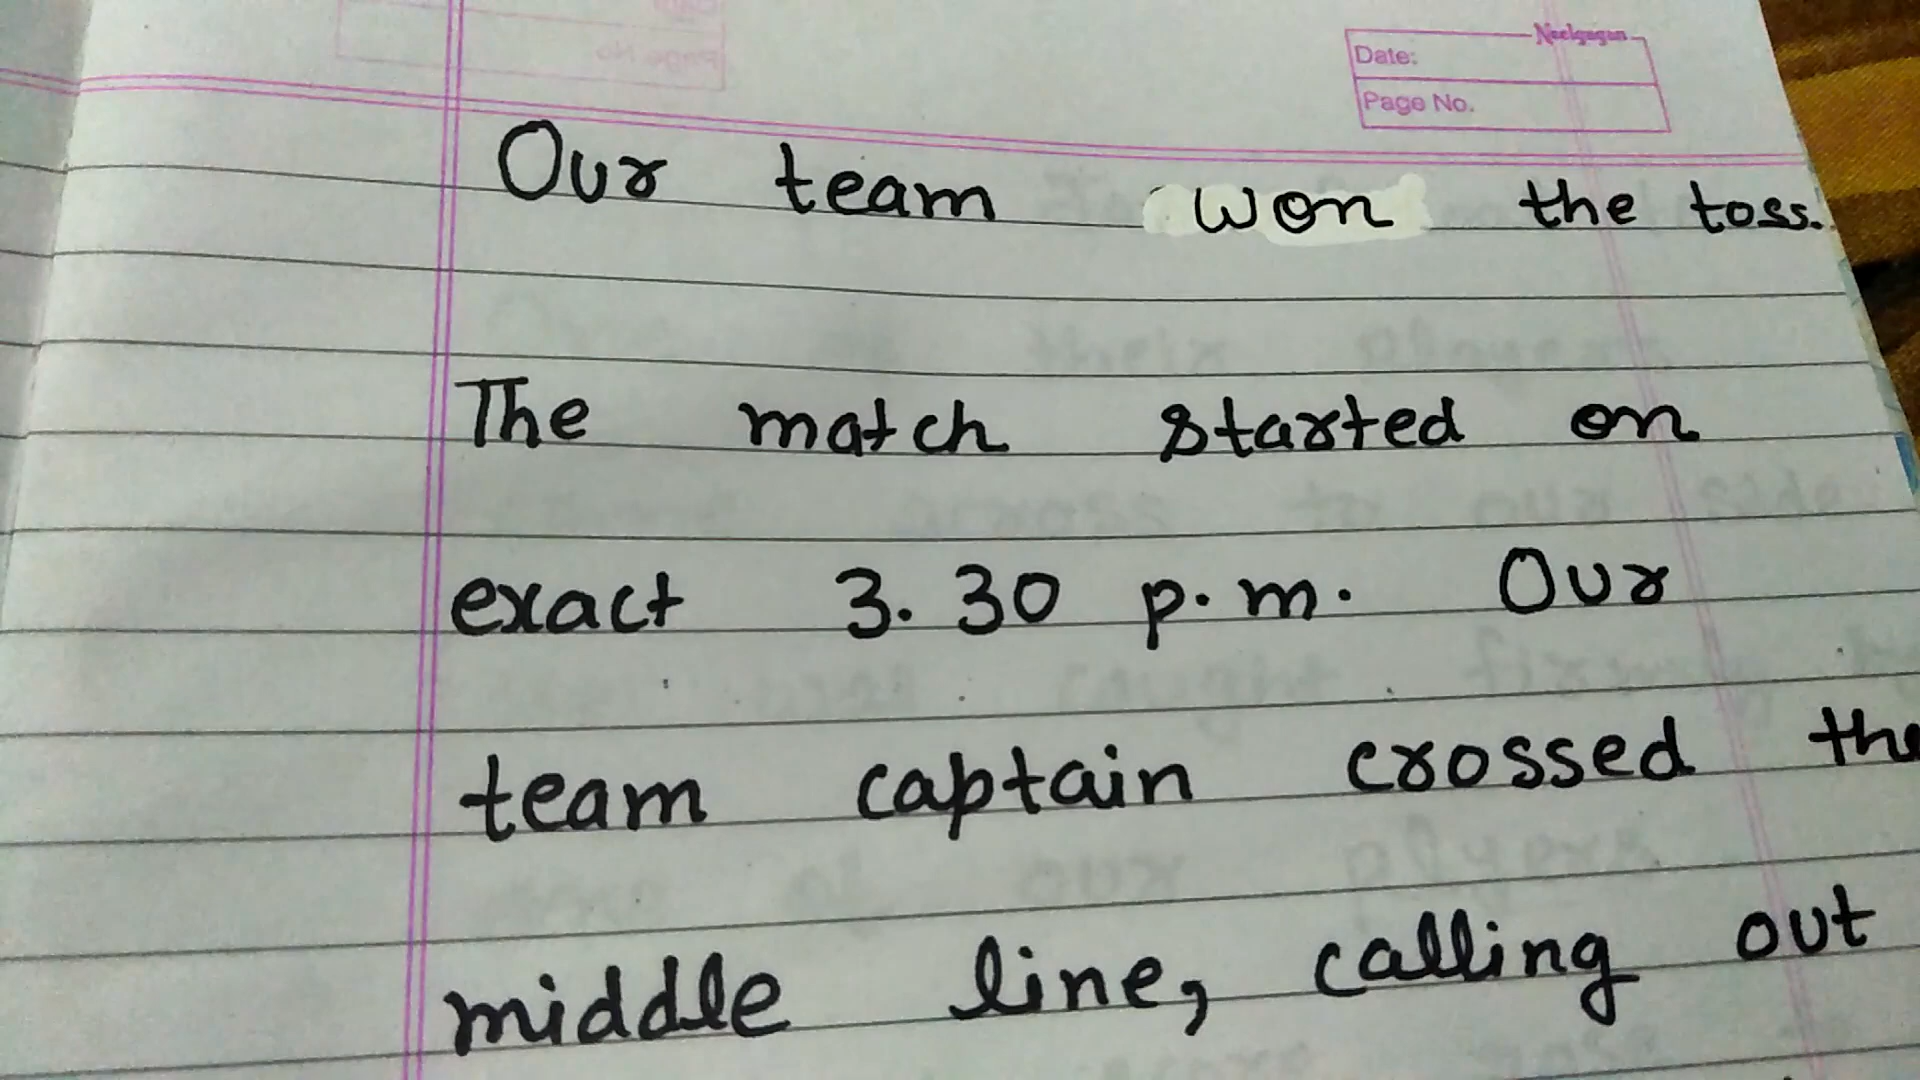 Neelgagan
Date:
Page No.
Our team won the toss.
The match started on
exact 3.30 p.m. Our
team captain crossed the
middle line, calling out